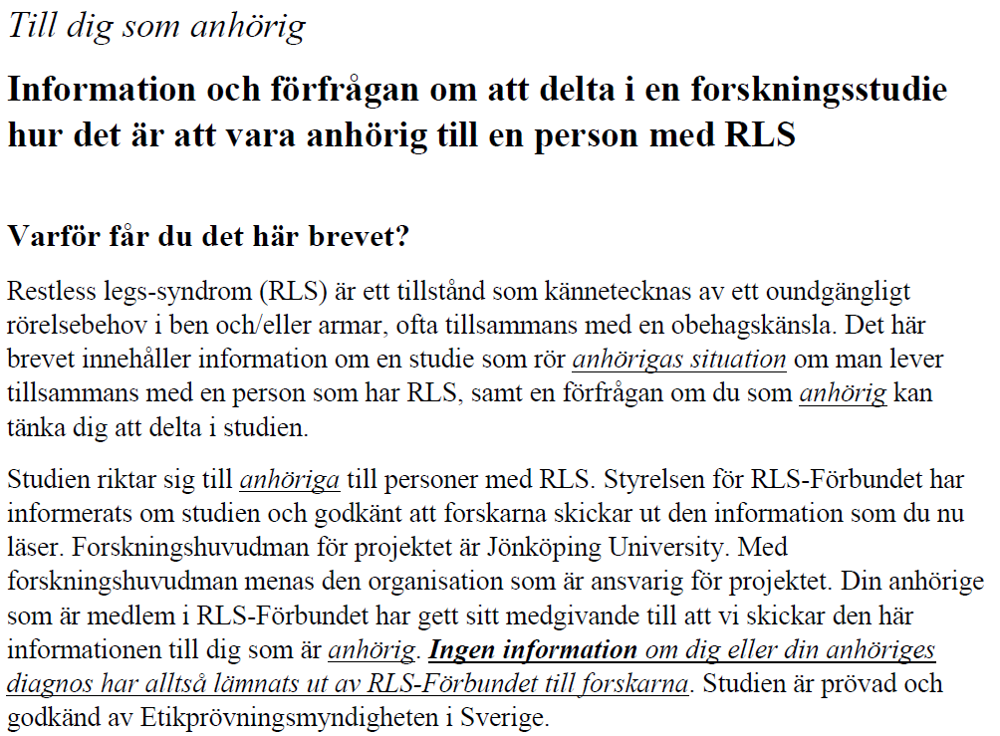 Till dig som anhörig
Information och förfrågan om att delta i en forskningsstudie
hur det är att vara anhörig till en person med RLS
Varför får du det här brevet?
Restless legs-syndrom (RLS) är ett tillstånd som kännetecknas av ett oundgängligt
rörelsebehov i ben och/eller armar, ofta tillsammans med en obehagskänsla. Det här
brevet innehåller information om en studie som rör anhörigas situation om man lever
tillsammans med en person som har RLS, samt en förfrågan om du som anhörig kan
tänka dig att delta i studien.
Studien riktar sig till anhöriga till personer med RLS. Styrelsen för RLS-Förbundet har
informerats om studien och godkänt att forskarna skickar ut den information som du nu
läser. Forskningshuvudman för projektet är Jönköping University. Med
forskningshuvudman menas den organisation som är ansvarig för projektet. Din anhörige
som är medlem i RLS-Förbundet har gett sitt medgivande till att vi skickar den här
informationen till dig som är anhörig. Ingen information om dig eller din anhöriges
diagnos har alltså lämnats ut av RLS-Förbundet till forskarna. Studien är prövad och
godkänd av Etikprövningsmyndigheten i Sverige.